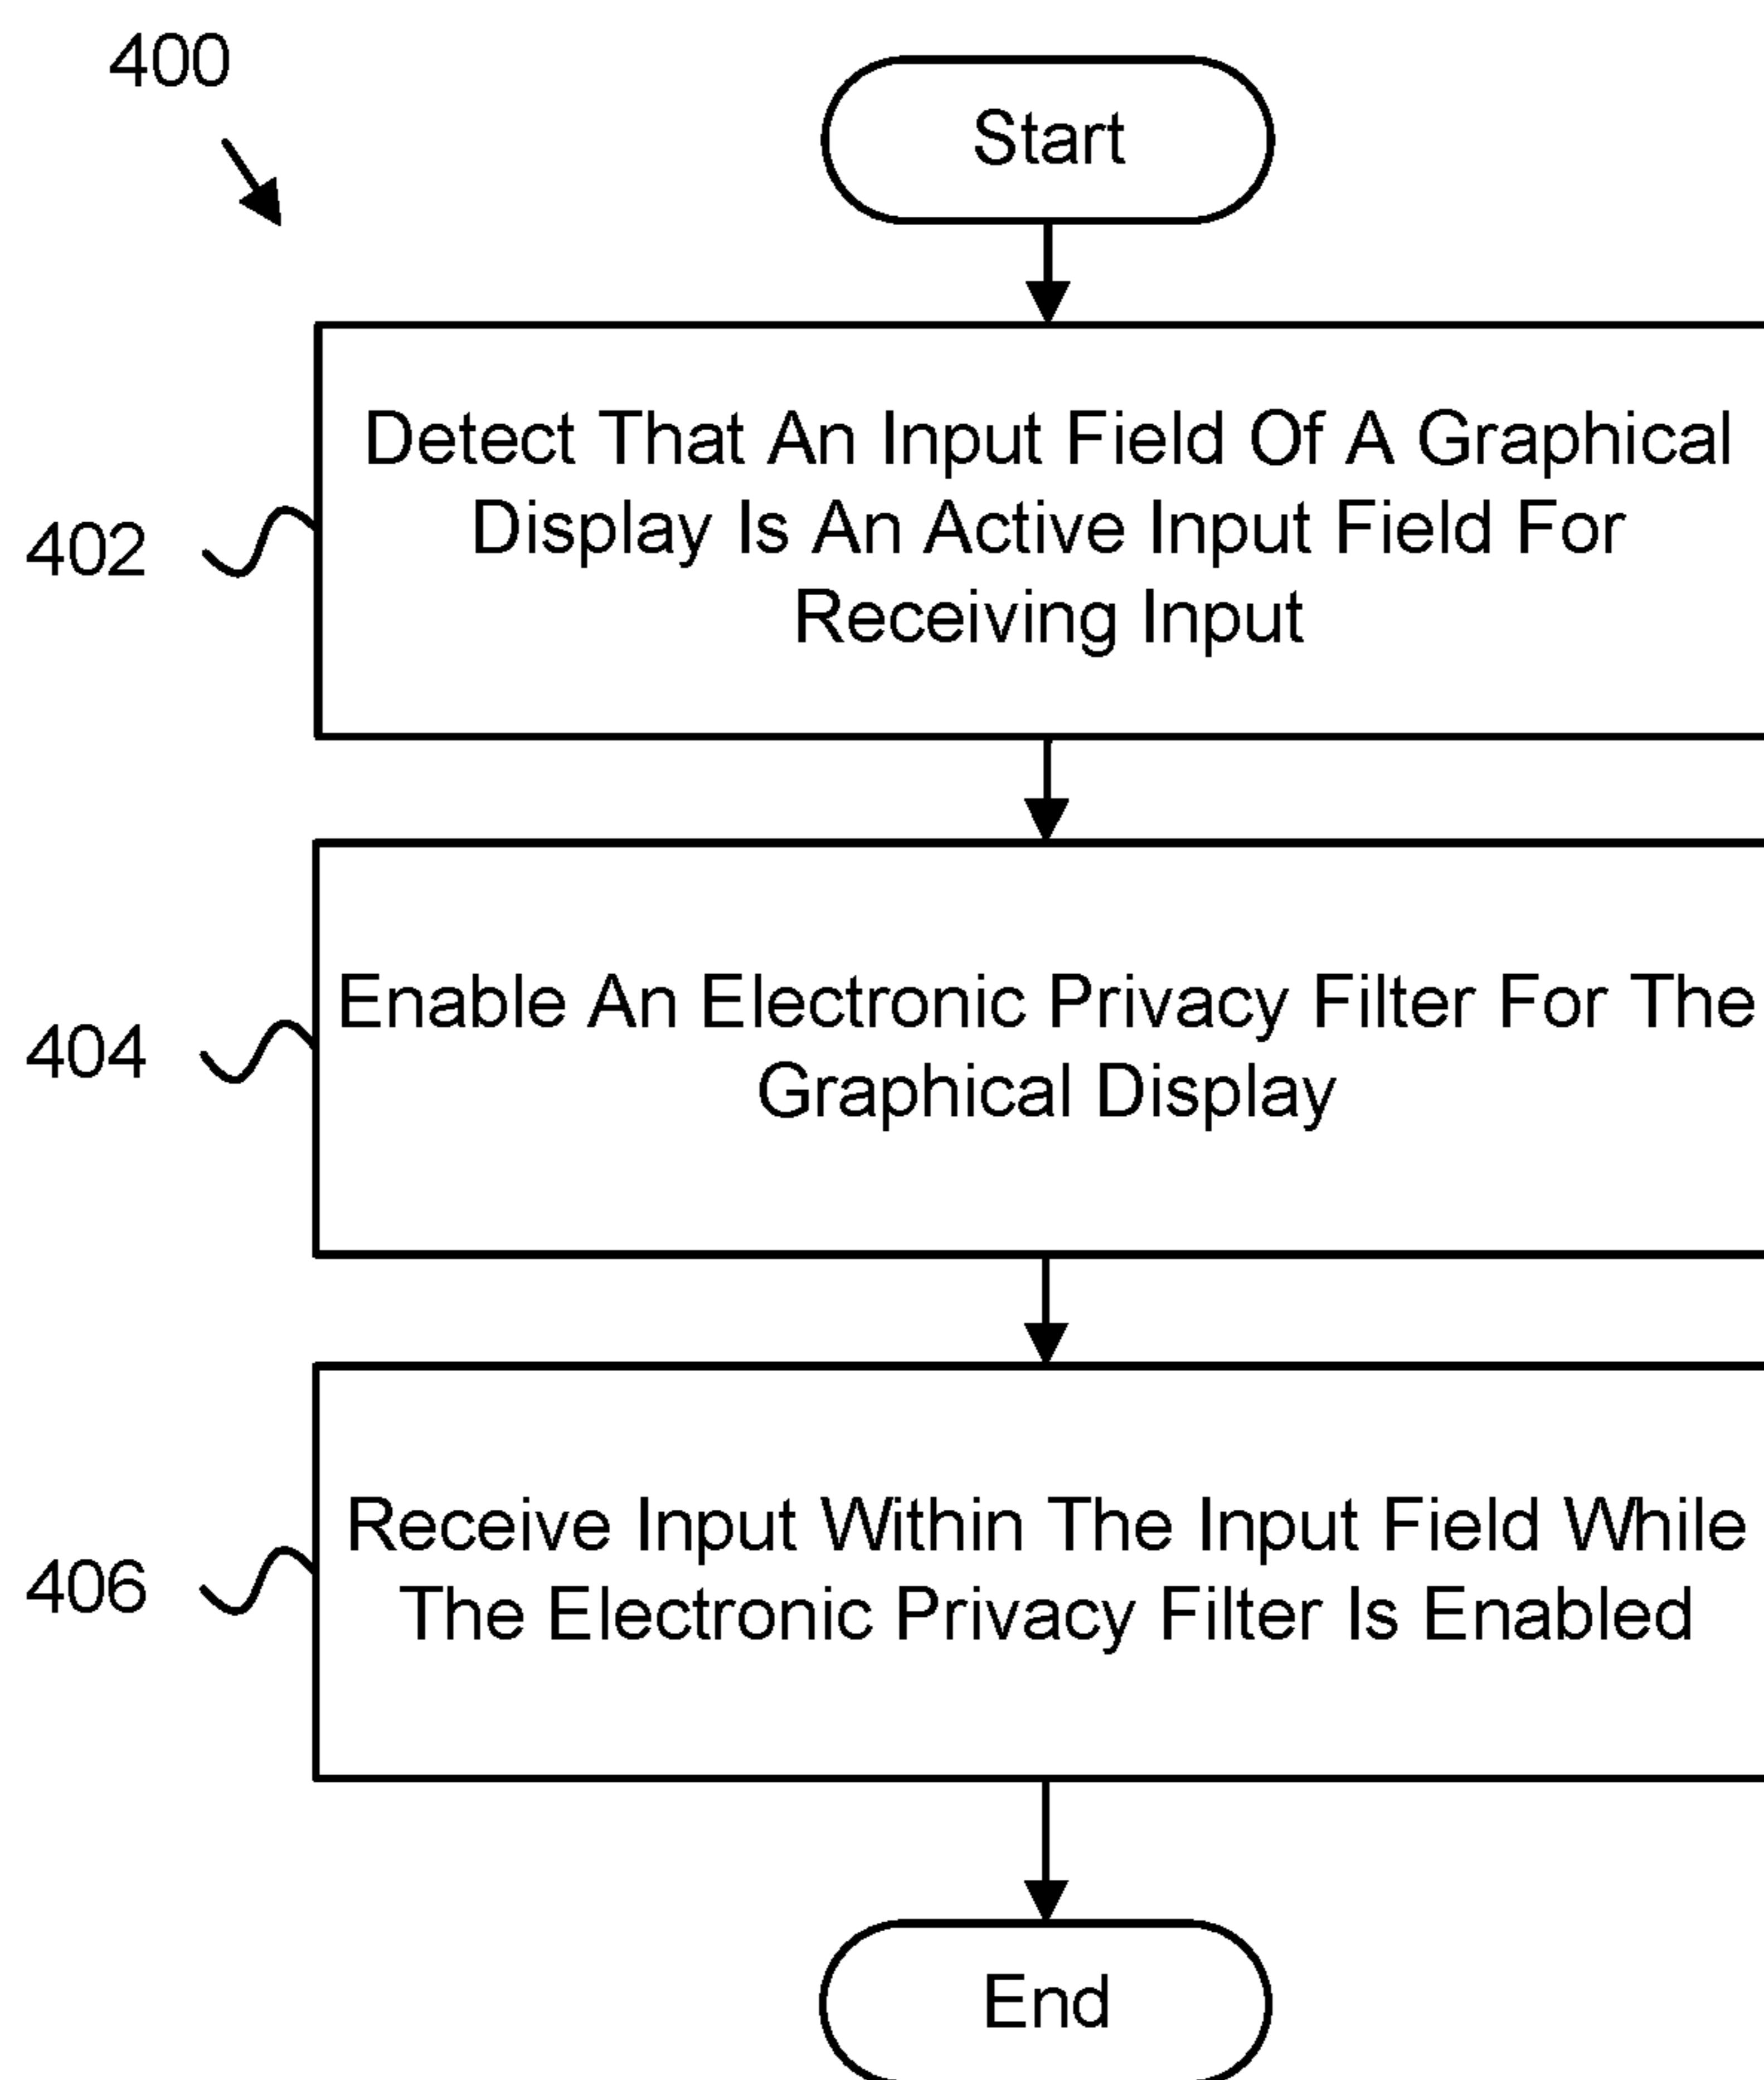 400
Start
402
Detect That An Input Field Of A Graphical
Display Is An Active Input Field For
Receiving Input
404
Enable An Electronic Privacy Filter For The
Graphical Display
406
Receive Input Within The Input Field While
The Electronic Privacy Filter Is Enabled
End